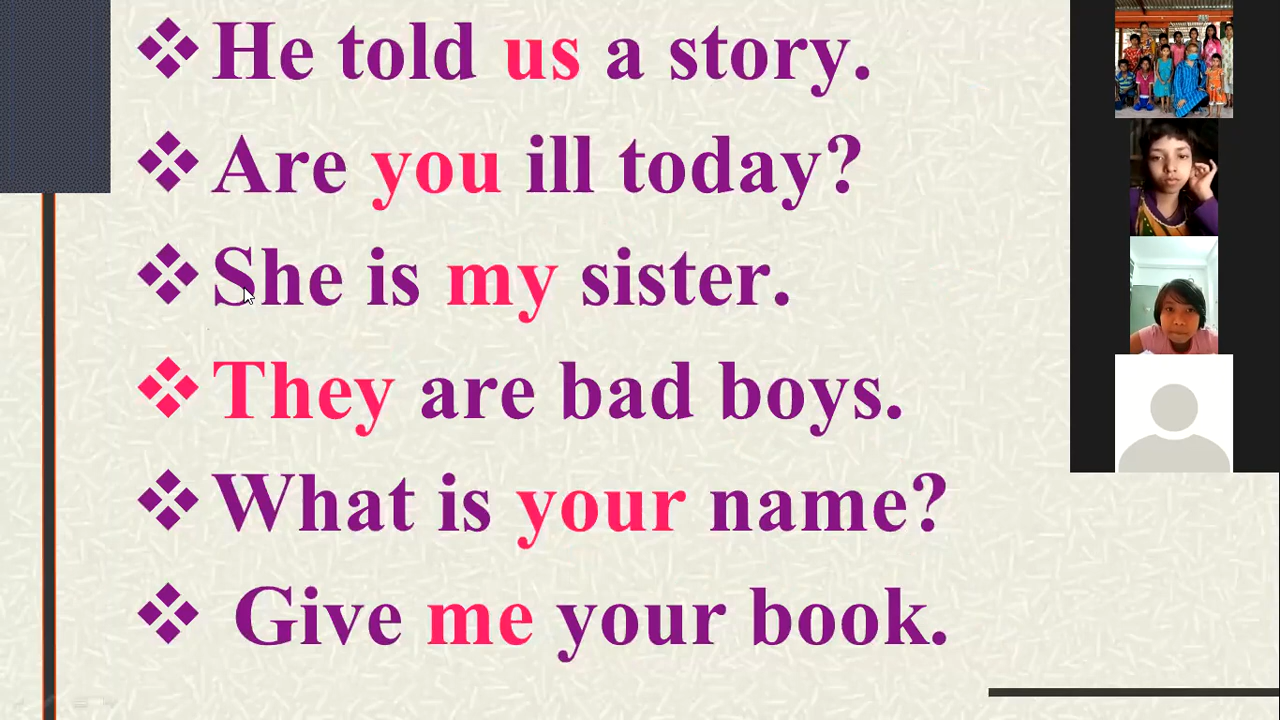 He told us a story.
Are you ill today?
She is my sister.
They are bad boys.
What is your name?
Give me your book.